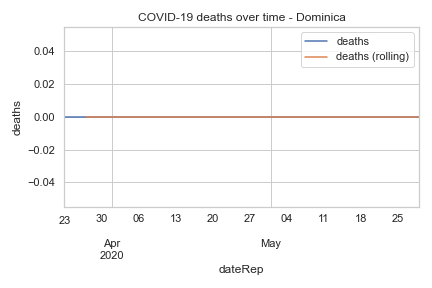 COVID-19 deaths over time - Dominica
deaths
deaths (rolling)
deaths
0.04
0.02
0.00
−0.02
−0.04
23 30 06 13 20 27 04 11 18 25
Apr May
2020
dateRep